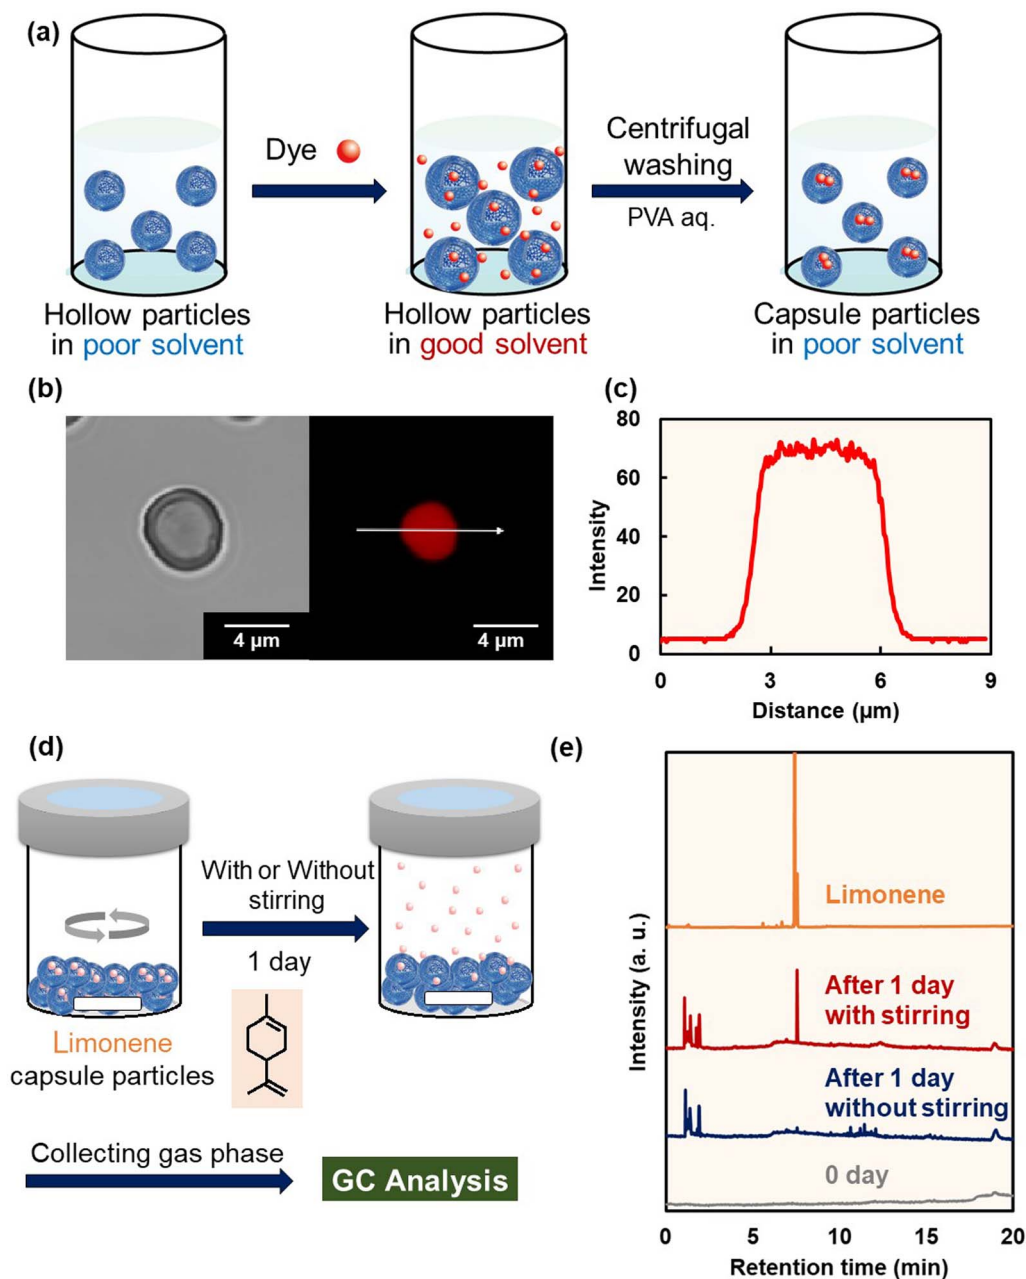 (a)
Dye
Centrifugal
washing
PVA aq.
Hollow particles
in poor solvent
Hollow particles
in good solvent
Capsule particles
in poor solvent
(b)
4 μm
4 μm
(c)
80
60
40
20
0
Intensity
0 3 6 9
Distance (μm)
(d)
With or Without
stirring
1 day
Limonene
capsule particles
Collecting gas phase
GC Analysis
(e)
Intensity (a. u.)
Limonene
After 1 day
with stirring
After 1 day
without stirring
0 day
0 5 10 15 20
Retention time (min)